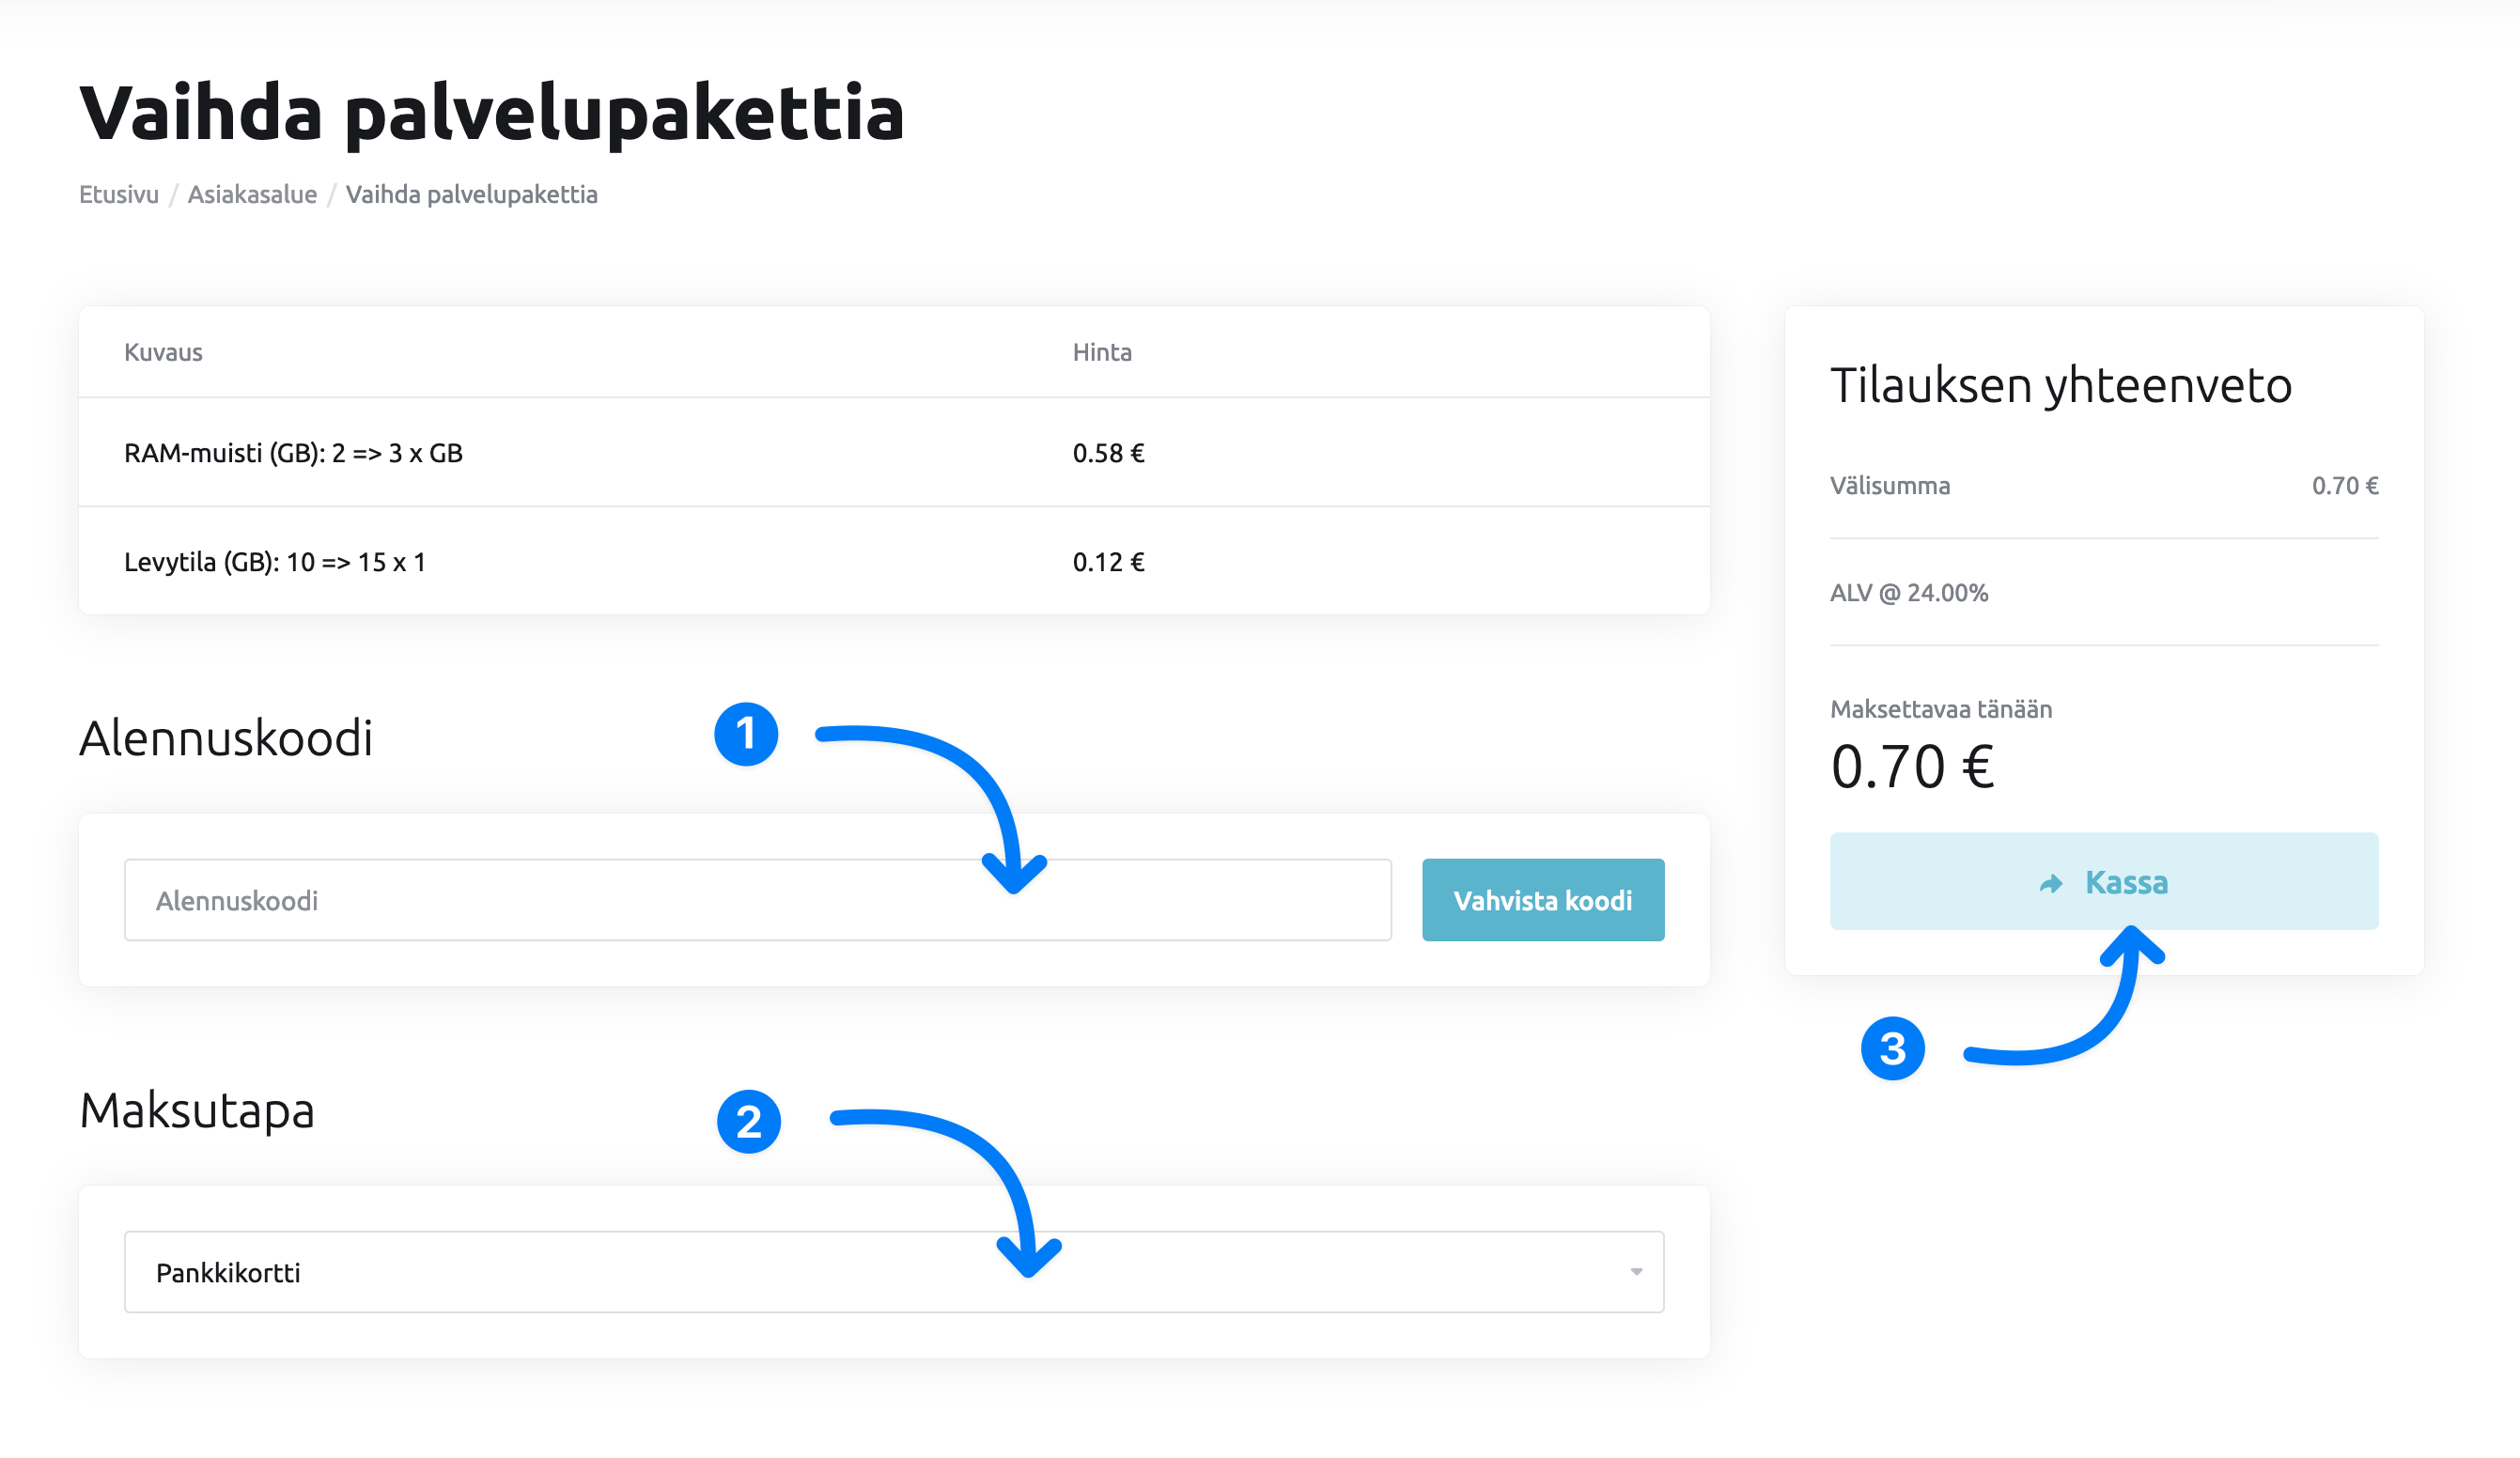 Vaihda palvelupakettia
Etusivu / Asiakasalue / Vaihda palvelupakettia
Kuvaus Hinta
RAM-muisti (GB): 2 => 3 x GB 0.58 €
Levytila (GB): 10 => 15 x 1 0.12 €
Alennuskoodi
1
Alennuskoodi Vahvista koodi
Maksutapa
2
Pankkikortti
Tilauksen yhteenveto
Välisumma 0.70 €
ALV @ 24.00%
Maksettavaa tänään
0.70 €
Kassa
3